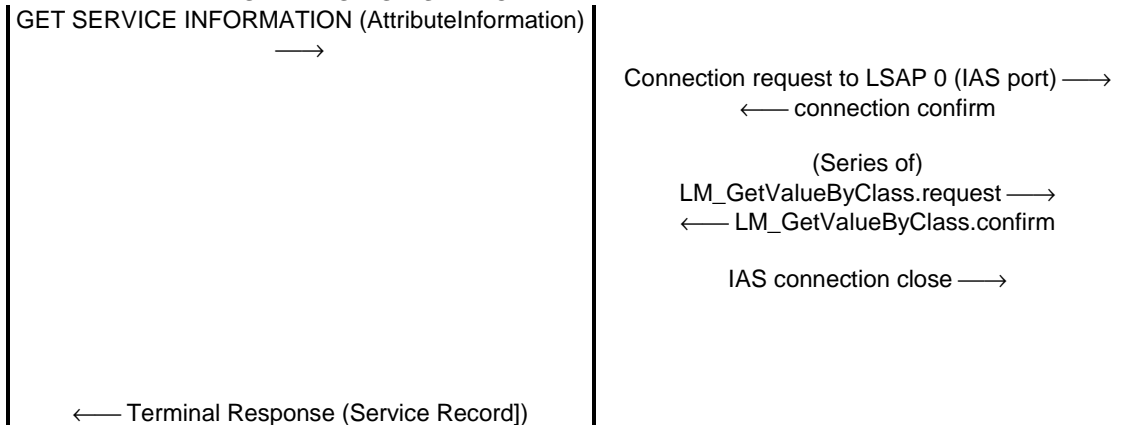 GET SERVICE INFORMATION (AttributeInformation)
⟶
Connection request to LSAP 0 (IAS port) ⟶
⟵ connection confirm
(Series of)
LM_GetValueByClass.request ⟶
⟵ LM_GetValueByClass.confirm
IAS connection close ⟶
⟵ Terminal Response (Service Record])